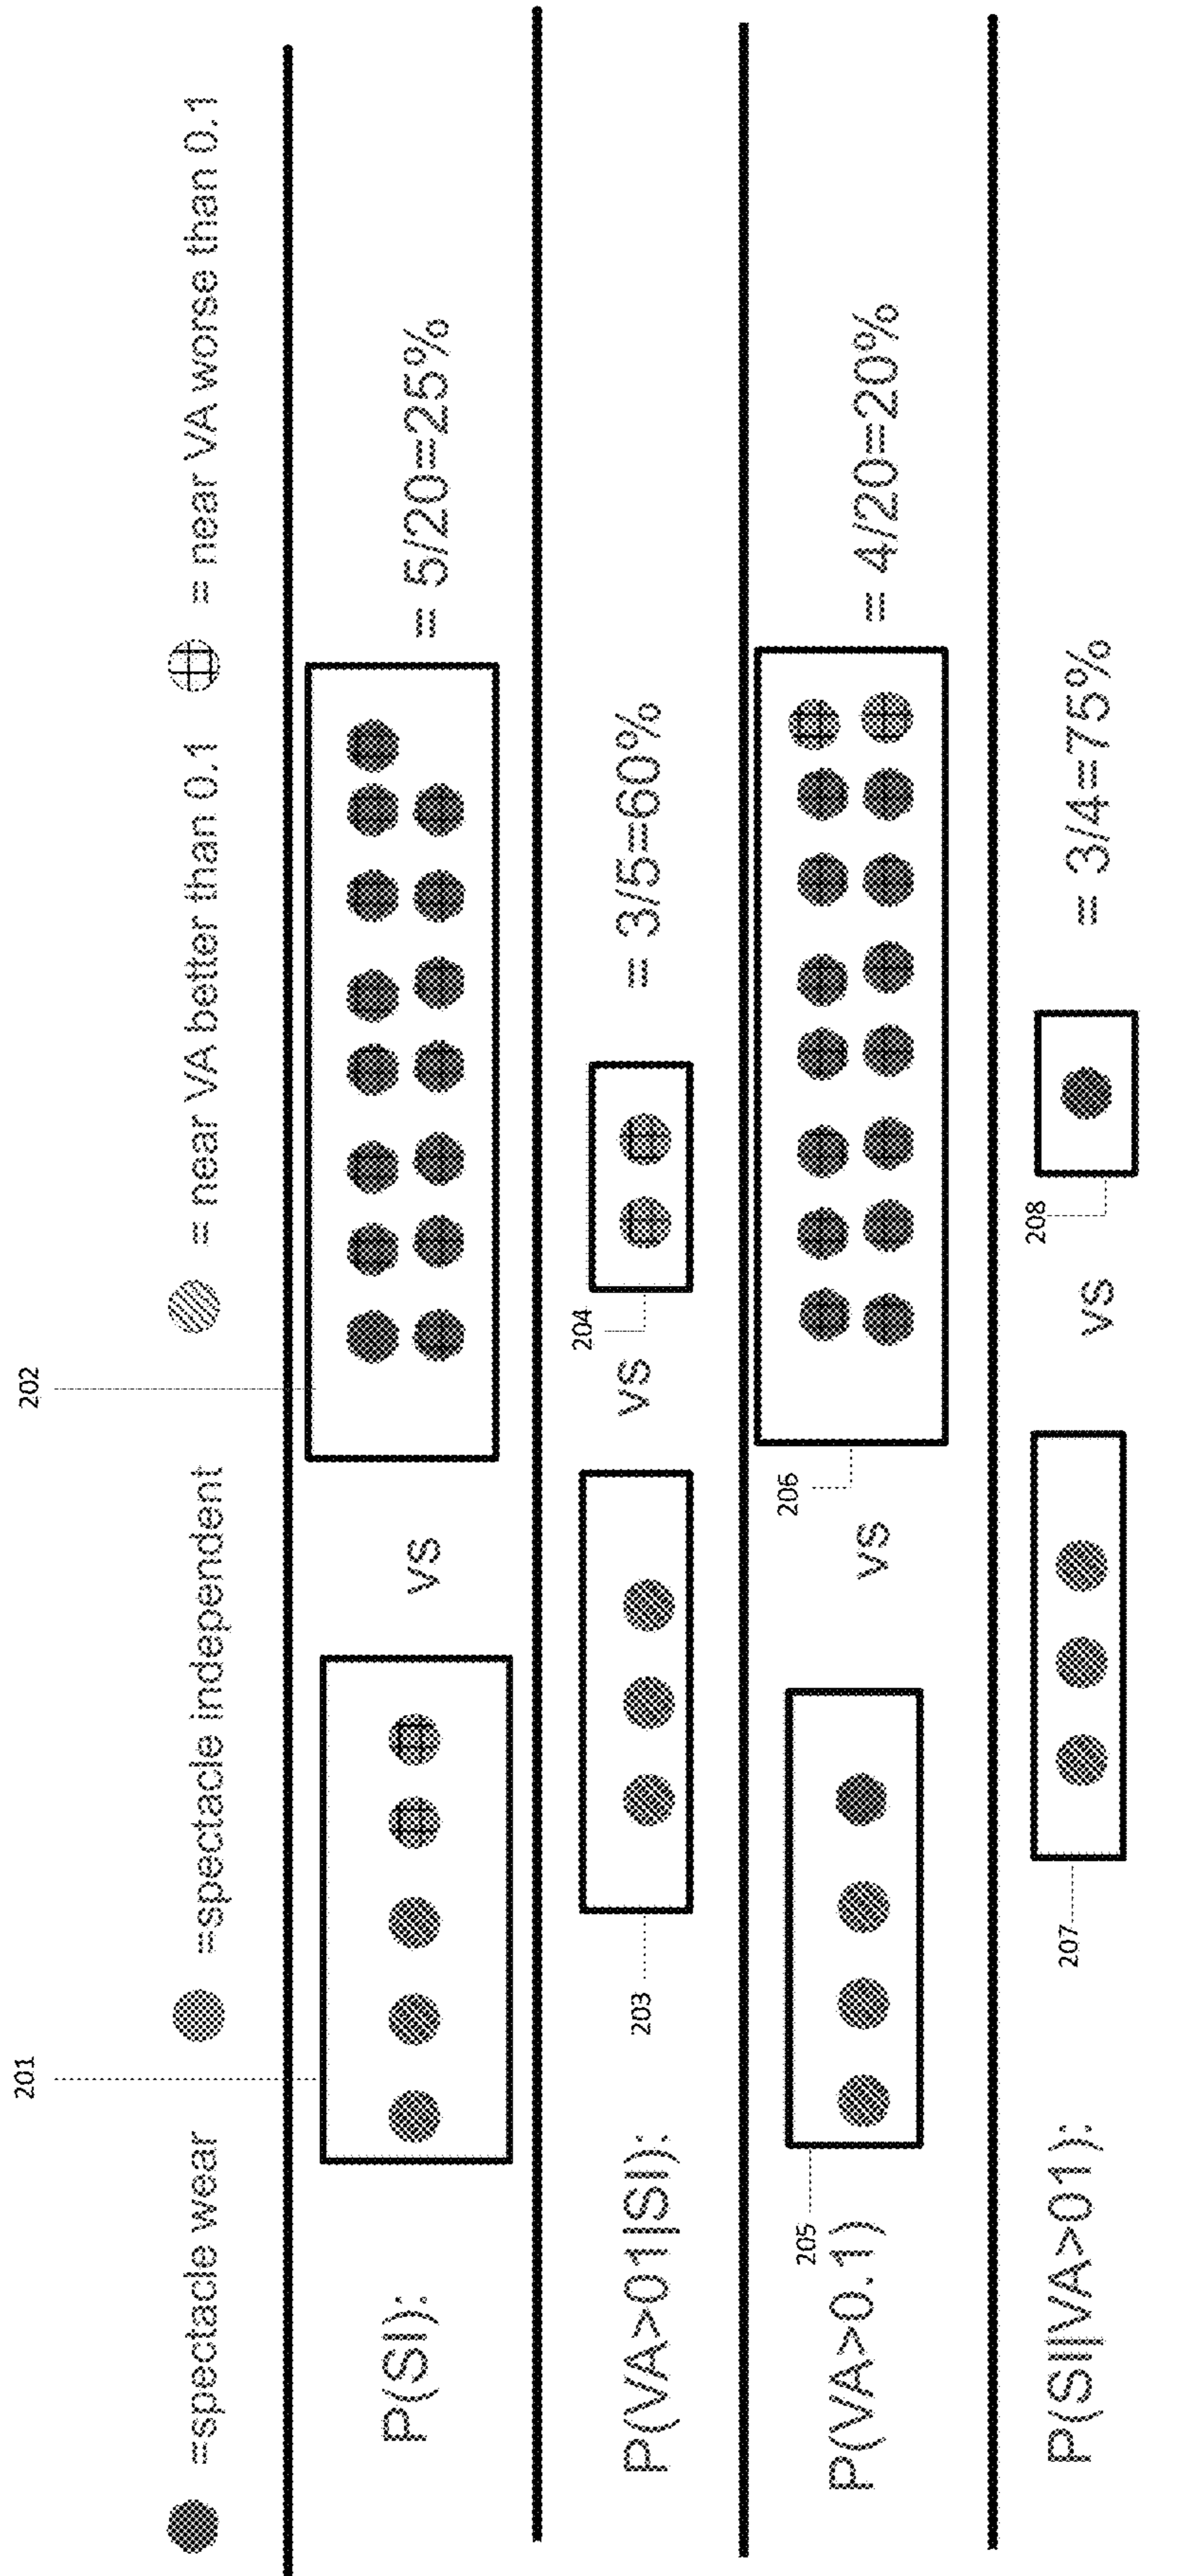 201
202
=spectacle wear
=spectacle independent
= near VA better than 0.1
= near VA worse than 0.1
P(SI):
vs
= 5/20=25%
P(VA>01|SI):
203
vs
204
= 3/5=60%
P(VA>0.1)
205
vs
206
= 4/20=20%
P(SI|VA>01):
207
vs
208
= 3/4=75%